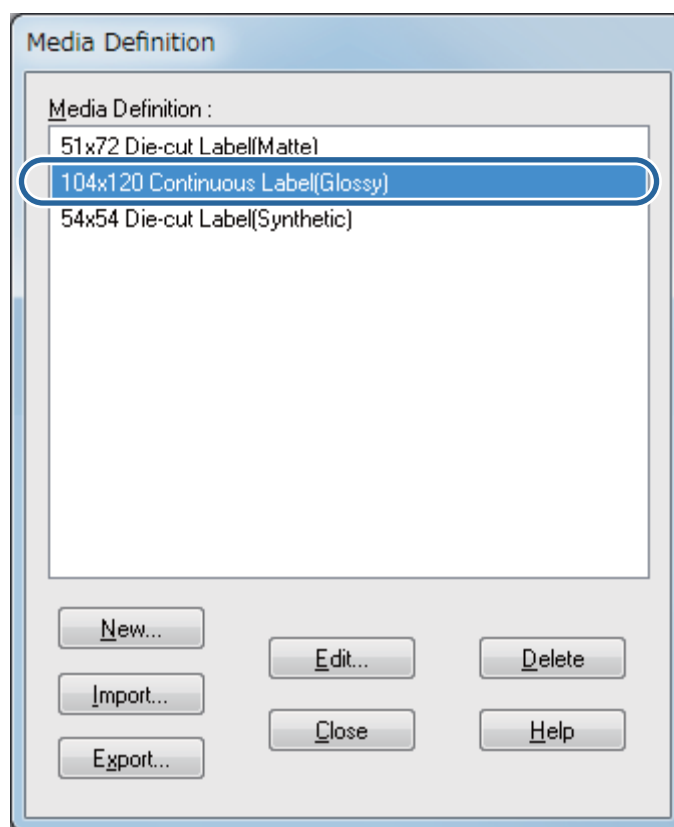 Media Definition
Media Definition :
51x72 Die-cut Label(Matte)
104x120 Continuous Label(Glossy)
54x54 Die-cut Label(Synthetic)
New...
Edit...
Delete
Import...
Close
Help
Export...